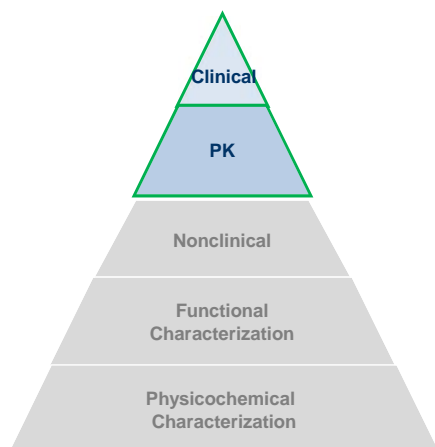 Clinical
PK
Nonclinical
Functional
Characterization
Physicochemical
Characterization